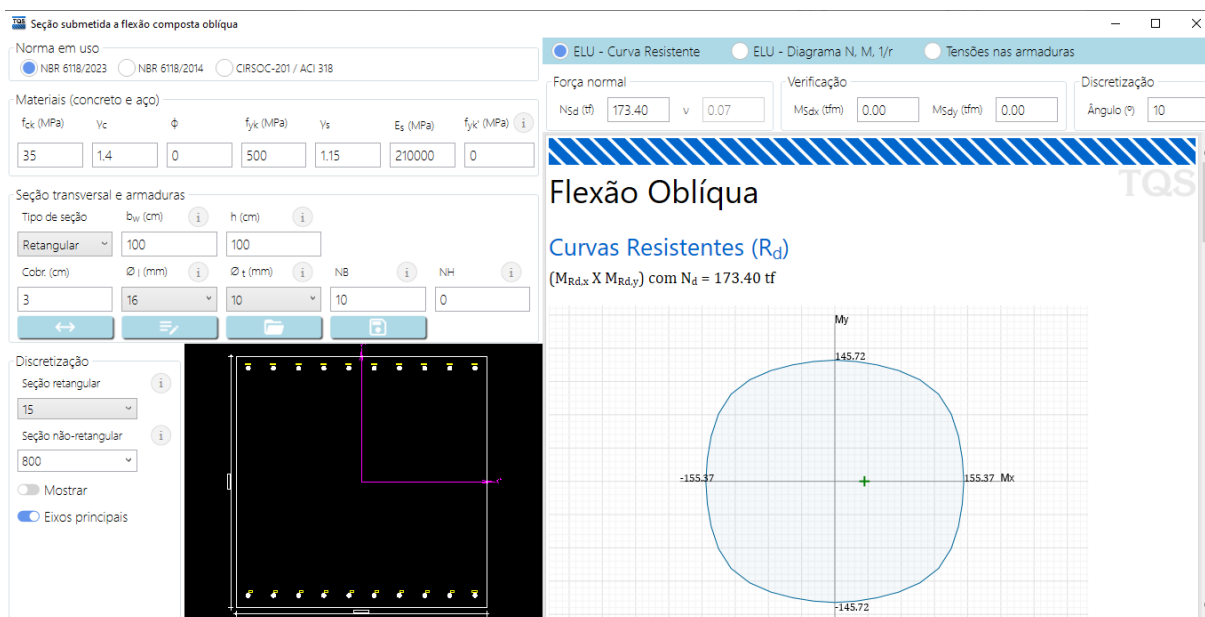 TQS Seção submetida a flexão composta oblíqua
Norma em uso
NBR 6118/2023 NBR 6118/2014 CIRSOC-201 / ACI 318
Materiais (concreto e aço)
fck (MPa) γc ϕ fyk (MPa) γs Es (MPa) fyk' (MPa) i
35 1.4 0 500 1.15 210000 0
Seção transversal e armaduras
Tipo de seção bw (cm) i h (cm) i
Retangular 100 100
Cobr. (cm) Ø l (mm) i Ø t (mm) i NB i NH i
3 16 10 10 0
Discretização
Seção retangular i
15
Seção não-retangular i
800
Mostrar
Eixos principais
ELU - Curva Resistente ELU - Diagrama N, M, 1/r Tensões nas armaduras
Força normal Verificação Discretização
NSd (tf) 173.40 ν 0.07 MSdx (tfm) 0.00 MSdy (tfm) 0.00 Ângulo (º) 10
TQS
Flexão Oblíqua
Curvas Resistentes (Rd)
(MRd,x X MRd,y) com Nd = 173.40 tf
My
145.72
-155.37 155.37 Mx
-145.72